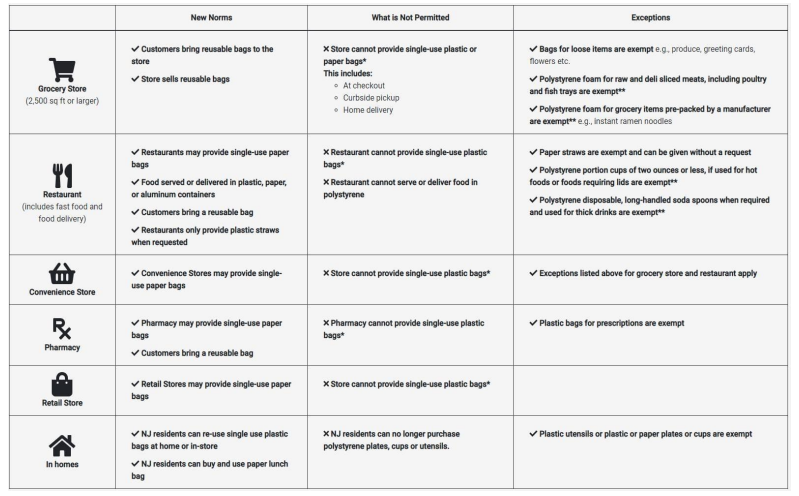 New Norms
What is Not Permitted
Exceptions
Grocery Store
(2,500 sq ft or larger)
✓ Customers bring reusable bags to the
store
✓ Store sells reusable bags
✕ Store cannot provide single-use plastic or
paper bags*
This includes:
At checkout
Curbside pickup
Home delivery
✓ Bags for loose items are exempt e.g., produce, greeting cards,
flowers etc.
✓ Polystyrene foam for raw and deli sliced meats, including poultry
and fish trays are exempt**
✓ Polystyrene foam for grocery items pre-packed by a manufacturer
are exempt** e.g., instant ramen noodles
Restaurant
(includes fast food and
food delivery)
✓ Restaurants may provide single-use paper
bags
✓ Food served or delivered in plastic, paper,
or aluminum containers
✓ Customers bring a reusable bag
✓ Restaurants only provide plastic straws
when requested
✕ Restaurant cannot provide single-use plastic
bags*
✕ Restaurant cannot serve or deliver food in
polystyrene
✓ Paper straws are exempt and can be given without a request
✓ Polystyrene portion cups of two ounces or less, if used for hot
foods or foods requiring lids are exempt**
✓ Polystyrene disposable, long-handled soda spoons when required
and used for thick drinks are exempt**
Convenience Store
✓ Convenience Stores may provide single-
use paper bags
✕ Store cannot provide single-use plastic bags*
✓ Exceptions listed above for grocery store and restaurant apply
Rx
Pharmacy
✓ Pharmacy may provide single-use paper
bags
✓ Customers bring a reusable bag
✕ Pharmacy cannot provide single-use plastic
bags*
✓ Plastic bags for prescriptions are exempt
Retail Store
✓ Retail Stores may provide single-use paper
bags
✕ Store cannot provide single-use plastic bags*
In homes
✓ NJ residents can re-use single use plastic
bags at home or in-store
✓ NJ residents can buy and use paper lunch
bag
✕ NJ residents can no longer purchase
polystyrene plates, cups or utensils.
✓ Plastic utensils or plastic or paper plates or cups are exempt